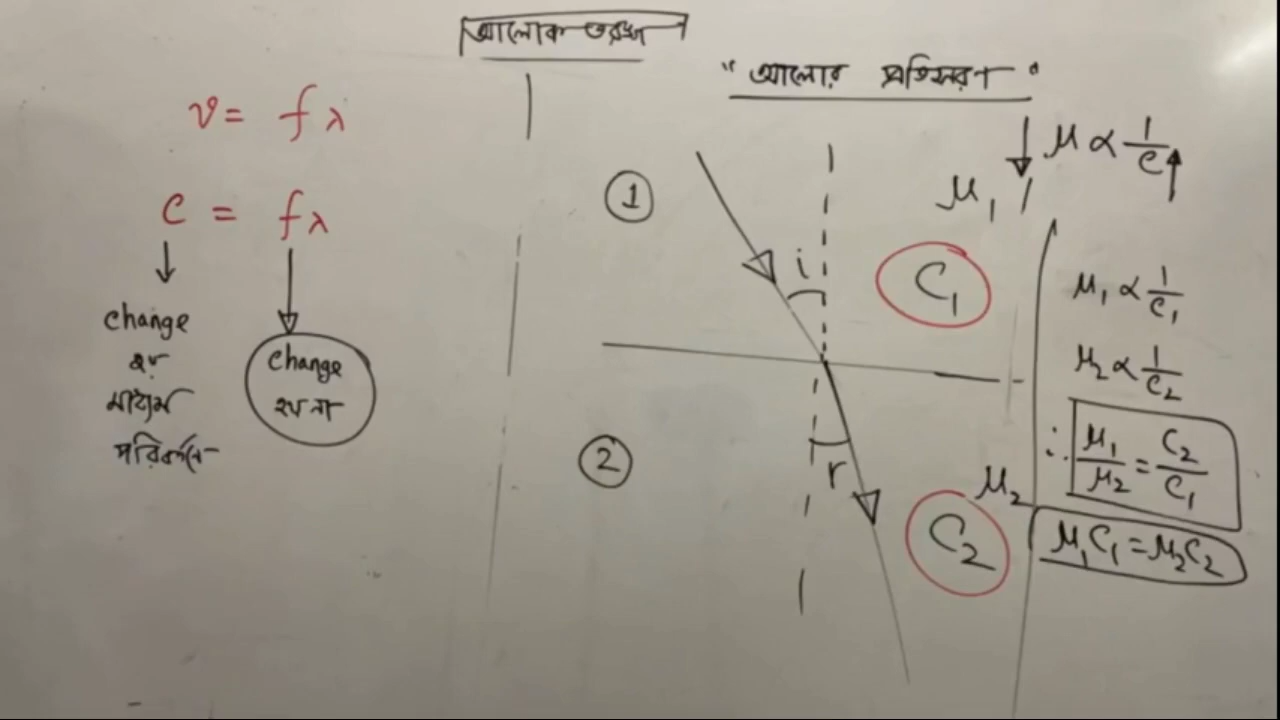 আলোক তরঙ্গ
"আলোর প্রতিসরণ"
v = fλ
c = fλ
change
হয়
মাধ্যম
পরিবর্তনে
change
হয় না
1
i
C₁
μ₁
2
r
C₂
μ₂
μ ∝ 1/c
μ₁ ∝ 1/c₁
μ₂ ∝ 1/c₂
∴ μ₁/μ₂ = C₂/C₁
μ₁C₁ = μ₂C₂